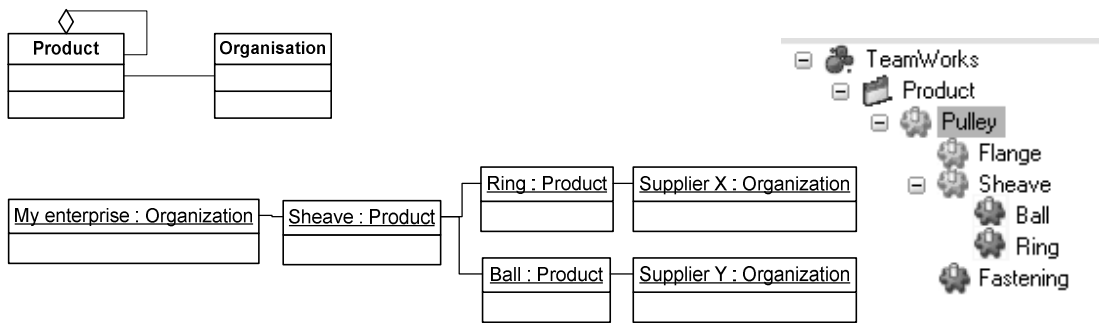 Product
Organisation
My enterprise : Organization
Sheave : Product
Ring : Product
Supplier X : Organization
Ball : Product
Supplier Y : Organization
TeamWorks
Product
Pulley
Flange
Sheave
Ball
Ring
Fastening